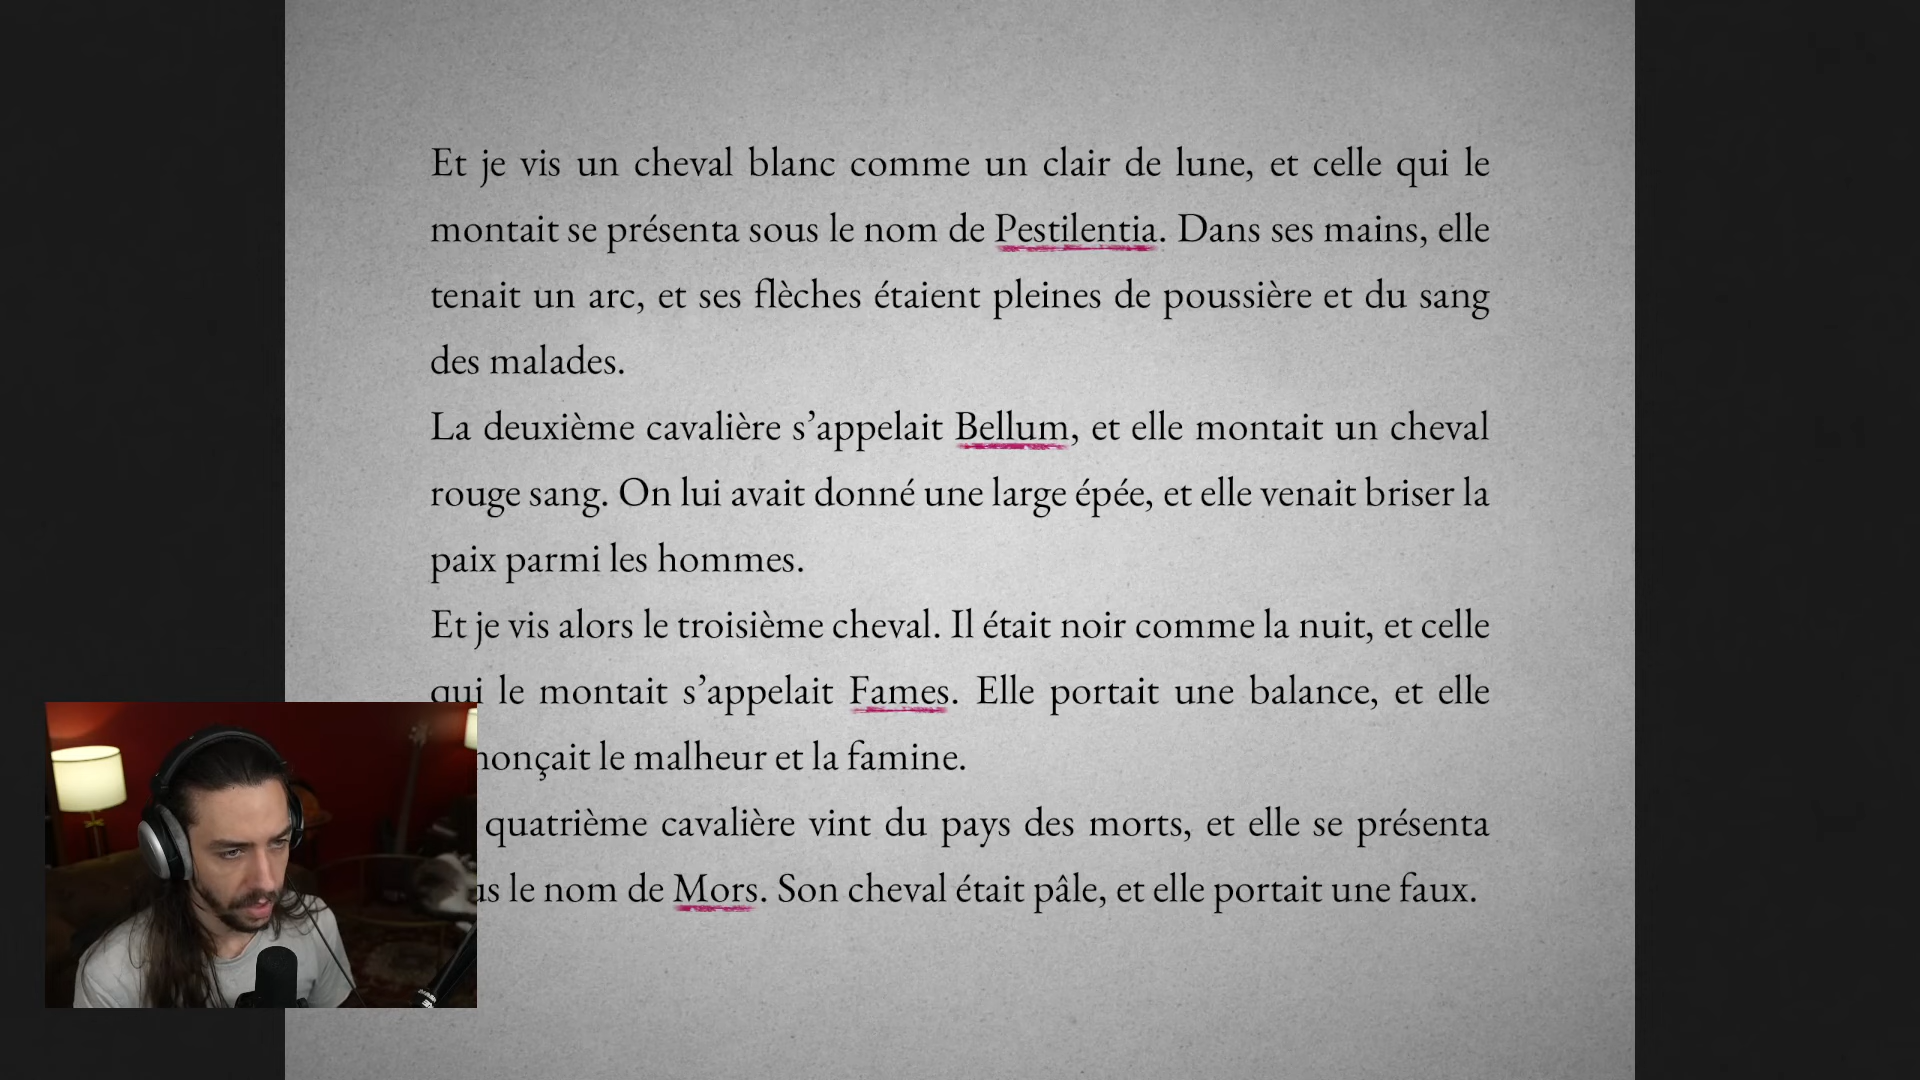 Et je vis un cheval blanc comme un clair de lune, et celle qui le
montait se présenta sous le nom de Pestilentia. Dans ses mains, elle
tenait un arc, et ses flèches étaient pleines de poussière et du sang
des malades.
La deuxième cavalière s’appelait Bellum, et elle montait un cheval
rouge sang. On lui avait donné une large épée, et elle venait briser la
paix parmi les hommes.
Et je vis alors le troisième cheval. Il était noir comme la nuit, et celle
qui le montait s’appelait Fames. Elle portait une balance, et elle
le malheur et la famine.
quatrième cavalière vint du pays des morts, et elle se présenta
le nom de Mors. Son cheval était pâle, et elle portait une faux.